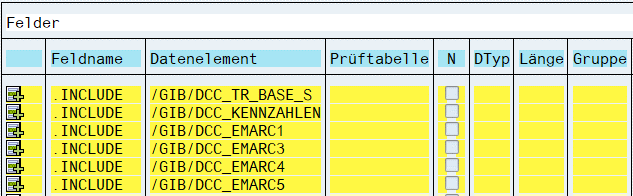 Felder
Feldname Datenelement Prüftabelle N DTyp Länge Gruppe
.INCLUDE /GIB/DCC_TR_BASE_S
.INCLUDE /GIB/DCC_KENNZAHLEN
.INCLUDE /GIB/DCC_EMARC1
.INCLUDE /GIB/DCC_EMARC3
.INCLUDE /GIB/DCC_EMARC4
.INCLUDE /GIB/DCC_EMARC5